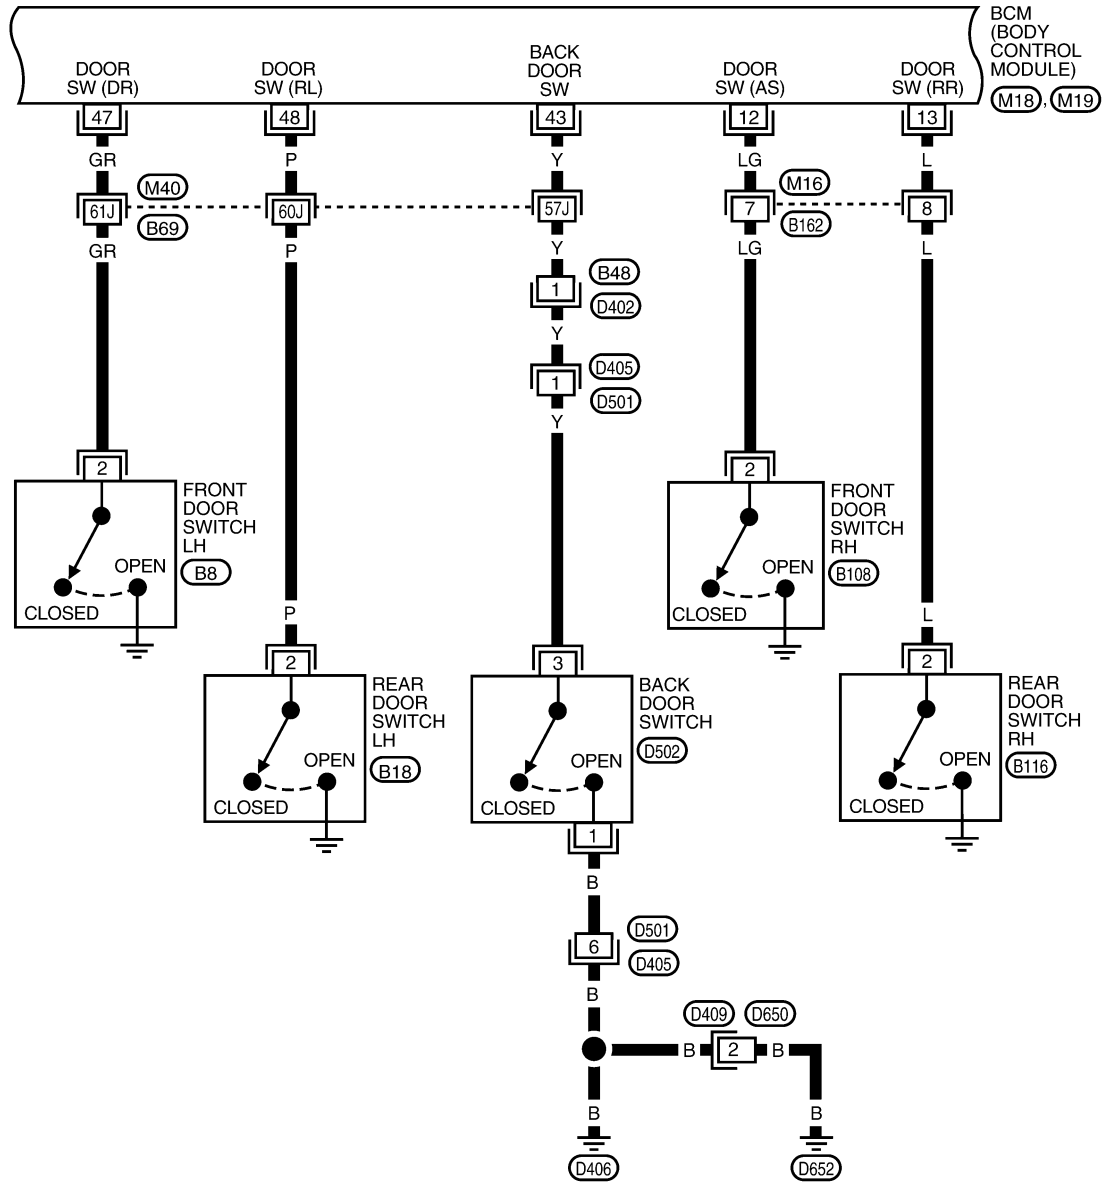 BCM
(BODY
CONTROL
MODULE)
M18 , M19
DOOR
SW (DR)
DOOR
SW (RL)
BACK
DOOR
SW
DOOR
SW (AS)
DOOR
SW (RR)
47
48
43
12
13
GR
P
Y
LG
L
M40
M16
61J
60J
57J
7
8
B69
B162
GR
P
Y
LG
L
B48
1
D402
Y
D405
1
D501
Y
2
FRONT
DOOR
SWITCH
LH
B8
OPEN
CLOSED
2
FRONT
DOOR
SWITCH
RH
B108
OPEN
CLOSED
P
L
2
REAR
DOOR
SWITCH
LH
B18
OPEN
CLOSED
3
BACK
DOOR
SWITCH
D502
OPEN
CLOSED
2
REAR
DOOR
SWITCH
RH
B116
OPEN
CLOSED
1
B
D501
6
D405
B
D409
D650
B
2
B
B
B
D406
D652